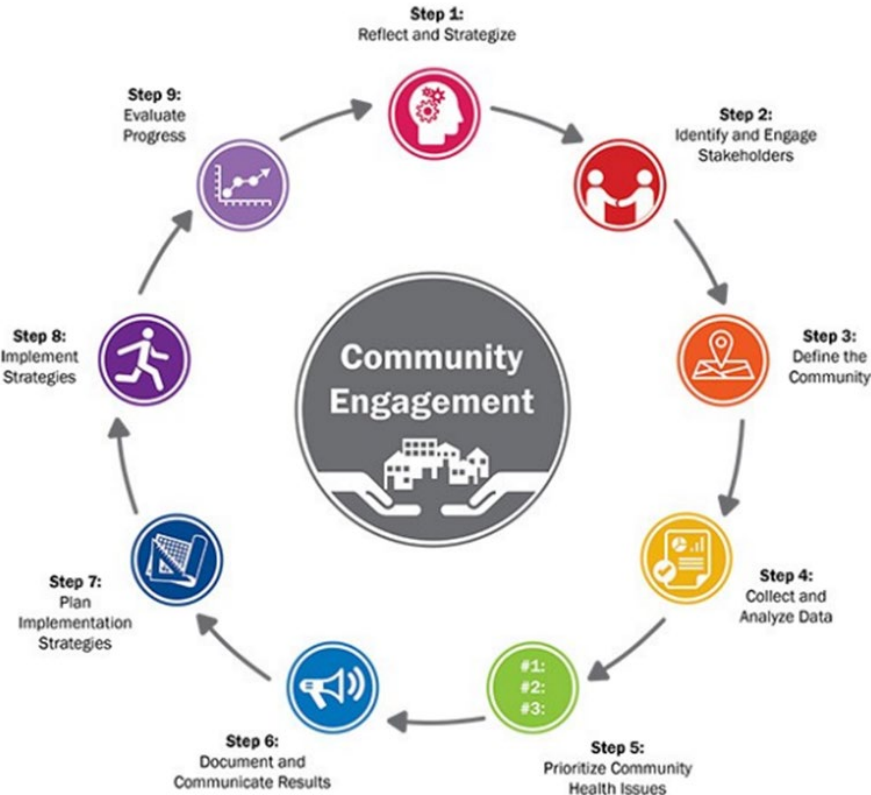 Step 1:
Reflect and Strategize
Step 2:
Identify and Engage
Stakeholders
Step 3:
Define the
Community
Step 4:
Collect and
Analyze Data
Step 5:
Prioritize Community
Health Issues
#1:
#2:
#3:
Step 6:
Document and
Communicate Results
Step 7:
Plan
Implementation
Strategies
Step 8:
Implement
Strategies
Step 9:
Evaluate
Progress
Community
Engagement